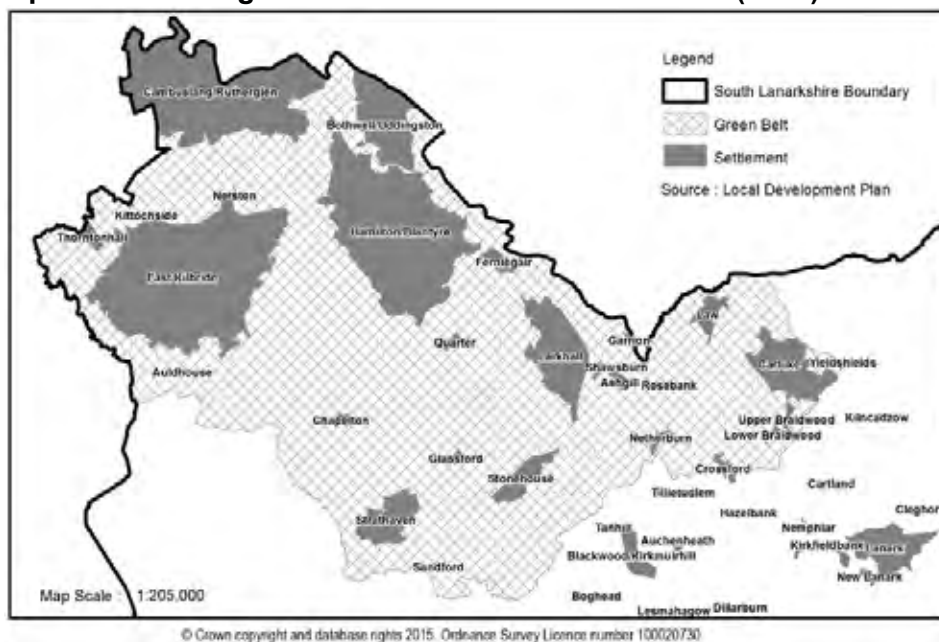 Legend
South Lanarkshire Boundary
Green Belt
Settlement
Source : Local Development Plan
Cambuslang/Rutherglen
Bothwell/Uddingston
Nerston
Kittochside
Thorntonhall
Hamilton/Blantyre
Ferniegair
East Kilbride
Law
Quarter
Garrion
Larkhall
Shawsburn
Carluke
Yieldshields
Auldhouse
Ashgill
Rosebank
Chapelton
Upper Braidwood
Kilncadzow
Netherburn
Lower Braidwood
Glassford
Stonehouse
Crossford
Cartland
Tillietudlem
Hazelbank
Cleghorn
Strathaven
Tanhill
Nemphlar
Auchenheath
Kirkfieldbank
Lanark
Blackwood/Kirkmuirhill
Sandford
New Lanark
Map Scale : 1:205,000
Boghead
Lesmahagow
Dillarburn
© Crown copyright and database rights 2015. Ordnance Survey Licence number 100020730